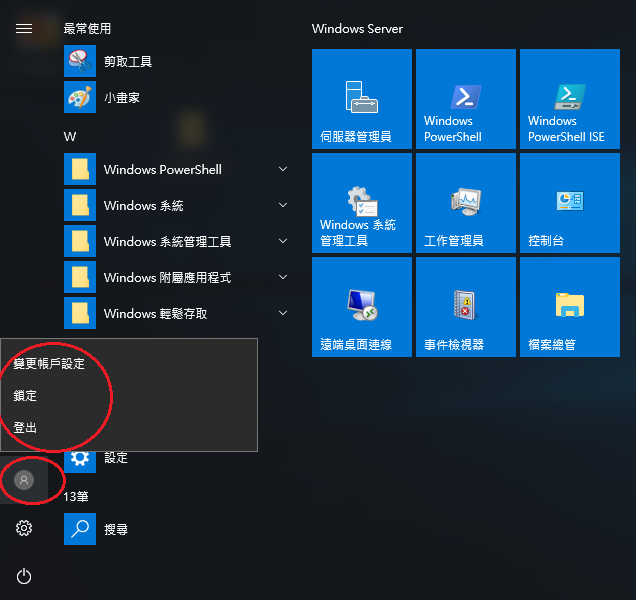 最常使用
剪取工具
小畫家
W
Windows PowerShell
Windows 系統
Windows 系統管理工具
Windows 附屬應用程式
Windows 輕鬆存取
變更帳戶設定
鎖定
登出
設定
13筆
搜尋
Windows Server
伺服器管理員
Windows
PowerShell
Windows
PowerShell ISE
Windows 系統
管理工具
工作管理員
控制台
遠端桌面連線
事件檢視器
檔案總管